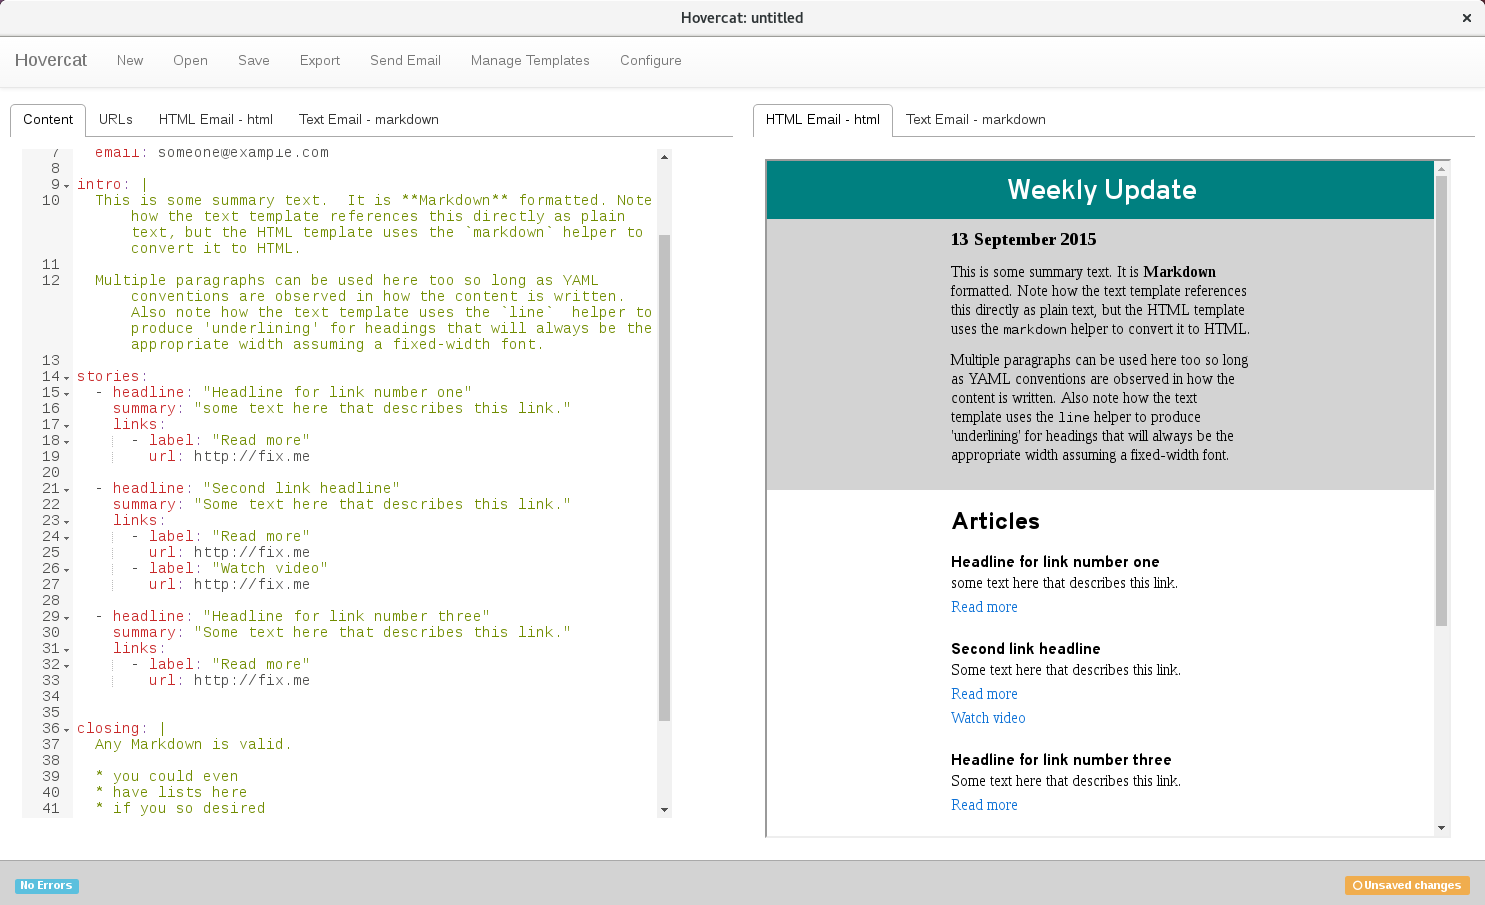 Hovercat: untitled
Hovercat New Open Save Export Send Email Manage Templates Configure
Content URLs HTML Email - html Text Email - markdown
7 email: someone@example.com
8
9 intro: |
10 This is some summary text.  It is **Markdown** formatted. Note
how the text template references this directly as plain
text, but the HTML template uses the `markdown` helper to
convert it to HTML.
11
12 Multiple paragraphs can be used here too so long as YAML
conventions are observed in how the content is written.
Also note how the text template uses the `line`  helper to
produce 'underlining' for headings that will always be the
appropriate width assuming a fixed-width font.
13
14 stories:
15 - headline: "Headline for link number one"
16 summary: "some text here that describes this link."
17 links:
18 - label: "Read more"
19 url: http://fix.me
20
21 - headline: "Second link headline"
22 summary: "Some text here that describes this link."
23 links:
24 - label: "Read more"
25 url: http://fix.me
26 - label: "Watch video"
27 url: http://fix.me
28
29 - headline: "Headline for link number three"
30 summary: "Some text here that describes this link."
31 links:
32 - label: "Read more"
33 url: http://fix.me
34
35
36 closing: |
37 Any Markdown is valid.
38
39 * you could even
40 * have lists here
41 * if you so desired
HTML Email - html Text Email - markdown
Weekly Update
13 September 2015
This is some summary text. It is Markdown
formatted. Note how the text template references
this directly as plain text, but the HTML template
uses the markdown helper to convert it to HTML.
Multiple paragraphs can be used here too so long
as YAML conventions are observed in how the
content is written. Also note how the text
template uses the line helper to produce
'underlining' for headings that will always be the
appropriate width assuming a fixed-width font.
Articles
Headline for link number one
some text here that describes this link.
Read more
Second link headline
Some text here that describes this link.
Read more
Watch video
Headline for link number three
Some text here that describes this link.
Read more
No Errors
Unsaved changes